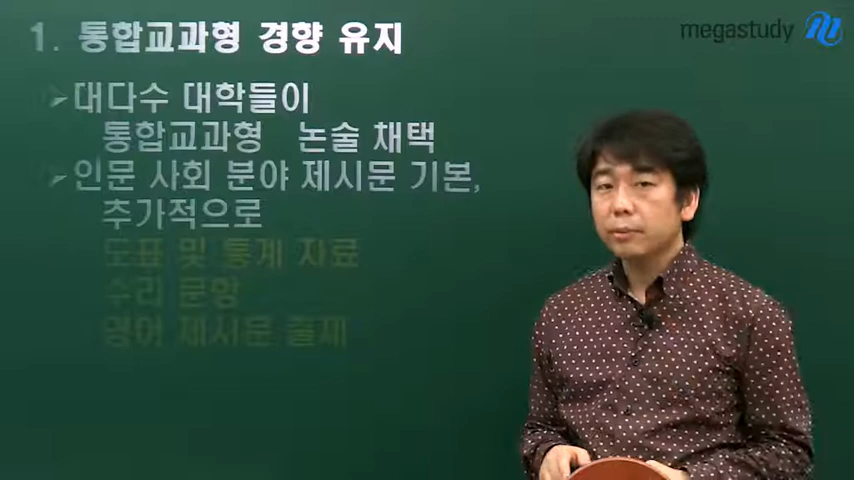 1. 통합교과형 경향 유지
megastudy
➢대다수 대학들이
통합교과형 논술 채택
➢인문 사회 분야 제시문 기본,
추가적으로
도표 및 통계 자료
수리 문항
영어 제시문 출제